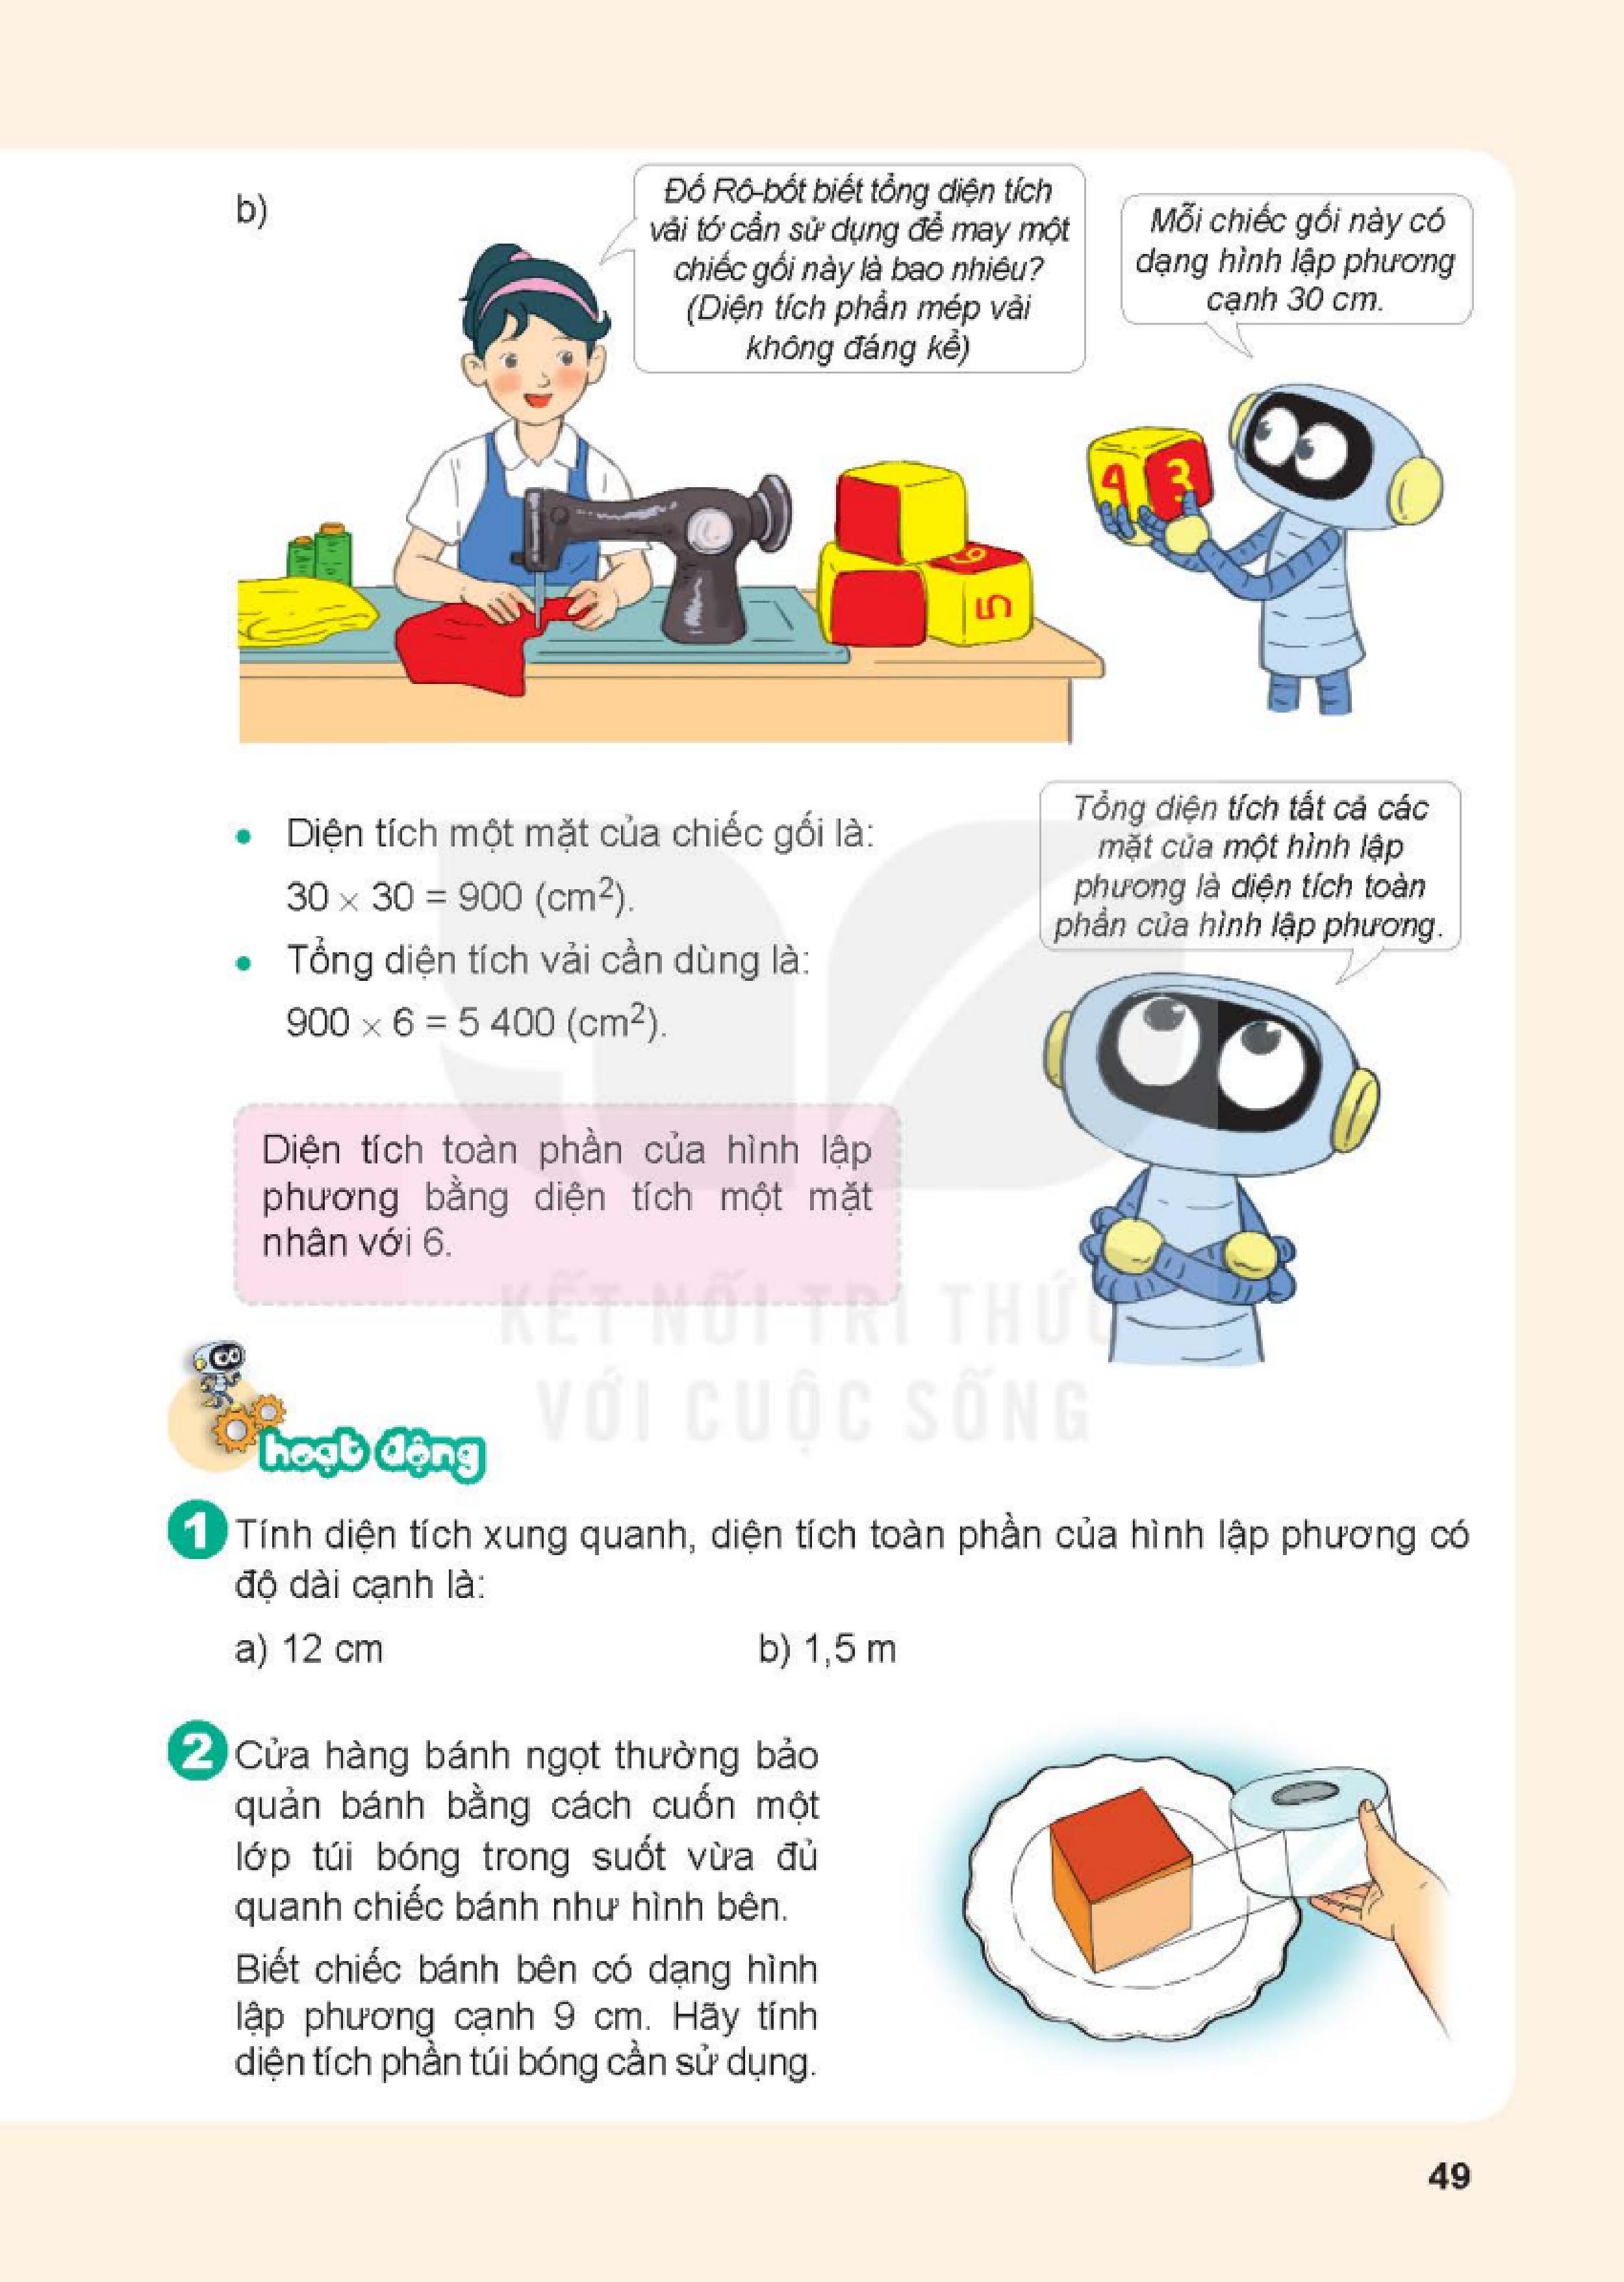 b)
Đố Rô-bốt biết tổng diện tích
vải tớ cần sử dụng để may một
chiếc gối này là bao nhiêu?
(Diện tích phần mép vải
không đáng kể)
Mỗi chiếc gối này có
dạng hình lập phương
cạnh 30 cm.
4 3
6
5
• Diện tích một mặt của chiếc gối là:
30 × 30 = 900 (cm²).
• Tổng diện tích vải cần dùng là:
900 × 6 = 5 400 (cm²).
Tổng diện tích tất cả các
mặt của một hình lập
phương là diện tích toàn
phần của hình lập phương.
Diện tích toàn phần của hình lập
phương bằng diện tích một mặt
nhân với 6.
KẾT NỐI TRI THỨC
VỚI CUỘC SỐNG
hoạt động
1 Tính diện tích xung quanh, diện tích toàn phần của hình lập phương có
độ dài cạnh là:
a) 12 cm b) 1,5 m
2 Cửa hàng bánh ngọt thường bảo
quản bánh bằng cách cuốn một
lớp túi bóng trong suốt vừa đủ
quanh chiếc bánh như hình bên.
Biết chiếc bánh bên có dạng hình
lập phương cạnh 9 cm. Hãy tính
diện tích phần túi bóng cần sử dụng.
49